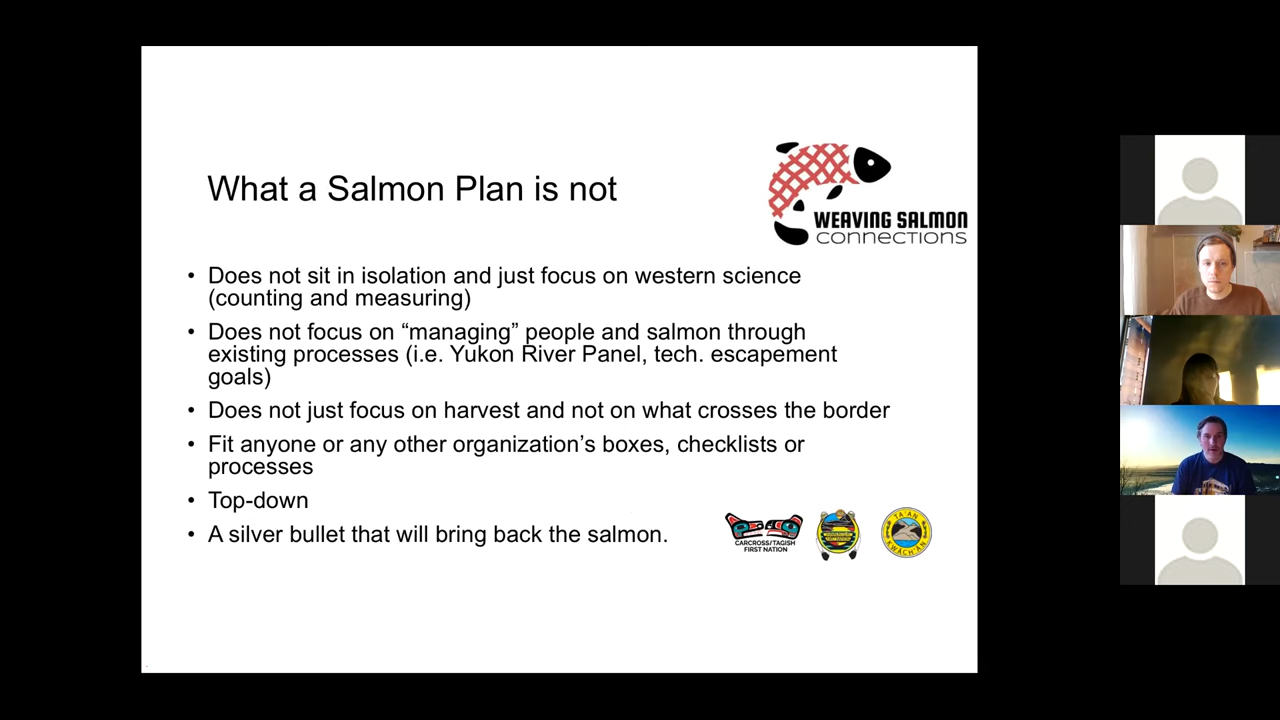 What a Salmon Plan is not
WEAVING SALMON
connections
• Does not sit in isolation and just focus on western science
(counting and measuring)
• Does not focus on “managing” people and salmon through
existing processes (i.e. Yukon River Panel, tech. escapement
goals)
• Does not just focus on harvest and not on what crosses the border
• Fit anyone or any other organization’s boxes, checklists or
processes
• Top-down
• A silver bullet that will bring back the salmon.
CARCROSS/TAGISH
FIRST NATION
TA'AN
KWÄCH'ÄN